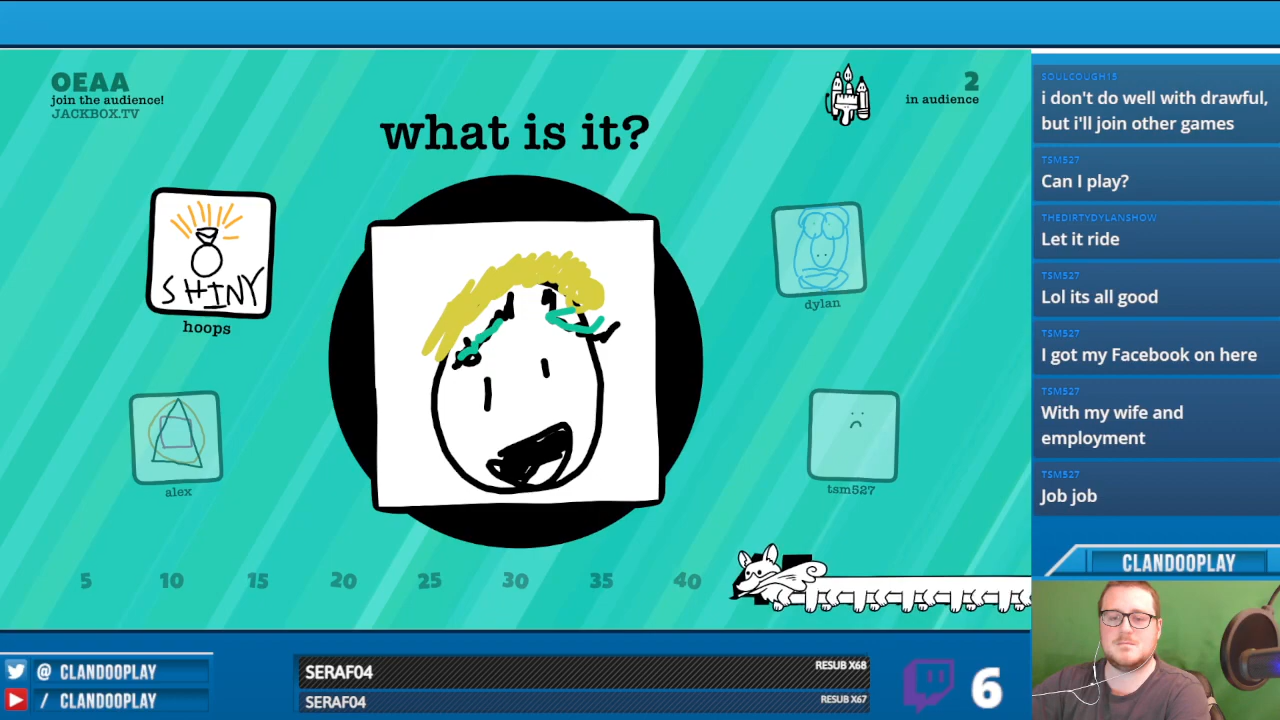 OEAA
join the audience!
JACKBOX.TV
2
in audience
what is it?
SHINY
hoops
dylan
alex
tsm527
5 10 15 20 25 30 35 40
SOULCOUGH15
i don't do well with drawful,
but i'll join other games
TSM527
Can I play?
THEDIRTYDYLANSHOW
Let it ride
TSM527
Lol its all good
TSM527
I got my Facebook on here
TSM527
With my wife and
employment
TSM527
Job job
CLANDOOPLAY
@ CLANDOOPLAY
/ CLANDOOPLAY
SERAF04 RESUB X68
SERAF04 RESUB X67
6